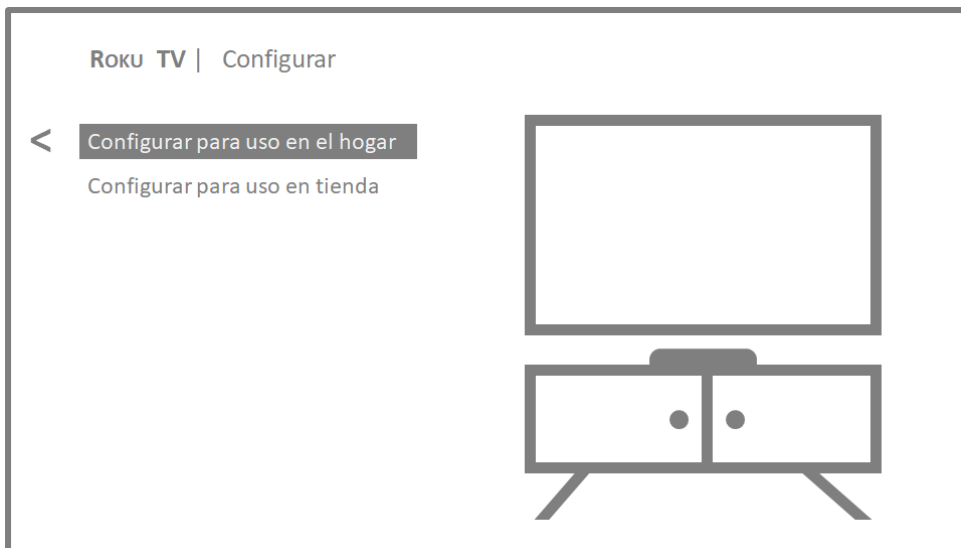 ROKU TV | Configurar
< Configurar para uso en el hogar
Configurar para uso en tienda